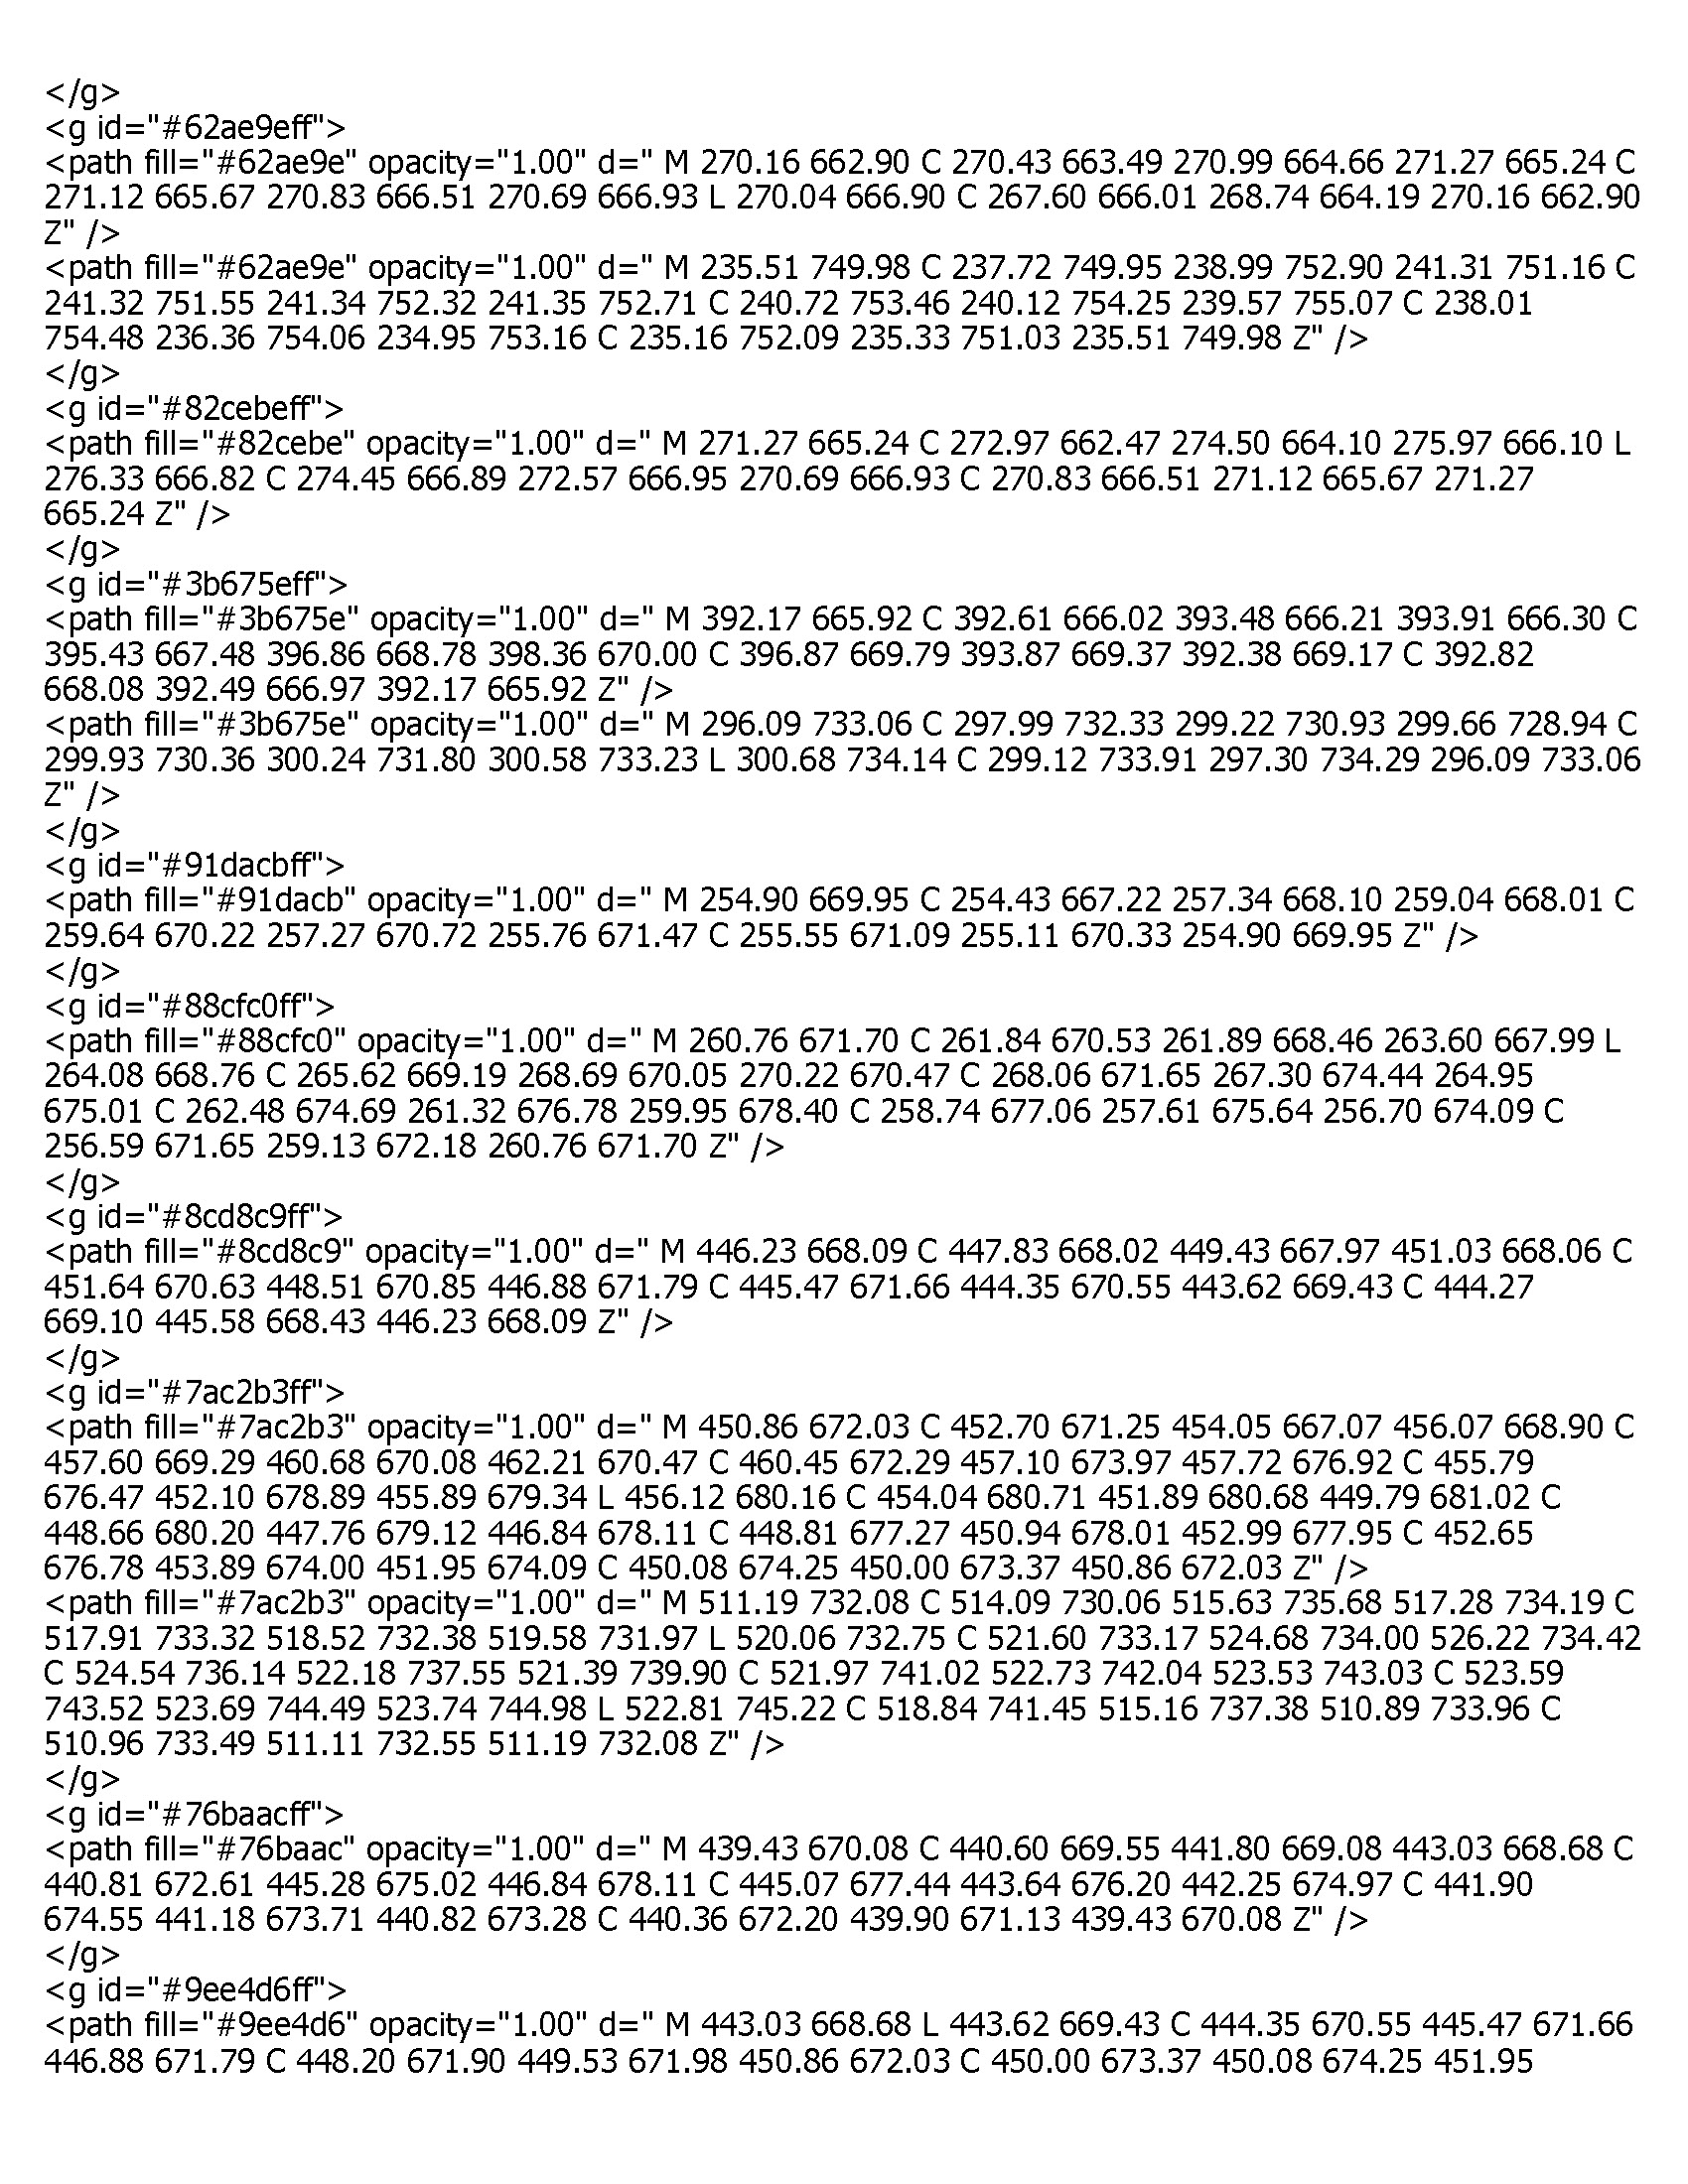 </g>
<g id="#62ae9eff">
<path fill="#62ae9e" opacity="1.00" d=" M 270.16 662.90 C 270.43 663.49 270.99 664.66 271.27 665.24 C
271.12 665.67 270.83 666.51 270.69 666.93 L 270.04 666.90 C 267.60 666.01 268.74 664.19 270.16 662.90
Z" />
<path fill="#62ae9e" opacity="1.00" d=" M 235.51 749.98 C 237.72 749.95 238.99 752.90 241.31 751.16 C
241.32 751.55 241.34 752.32 241.35 752.71 C 240.72 753.46 240.12 754.25 239.57 755.07 C 238.01
754.48 236.36 754.06 234.95 753.16 C 235.16 752.09 235.33 751.03 235.51 749.98 Z" />
</g>
<g id="#82cebeff">
<path fill="#82cebe" opacity="1.00" d=" M 271.27 665.24 C 272.97 662.47 274.50 664.10 275.97 666.10 L
276.33 666.82 C 274.45 666.89 272.57 666.95 270.69 666.93 C 270.83 666.51 271.12 665.67 271.27
665.24 Z" />
</g>
<g id="#3b675eff">
<path fill="#3b675e" opacity="1.00" d=" M 392.17 665.92 C 392.61 666.02 393.48 666.21 393.91 666.30 C
395.43 667.48 396.86 668.78 398.36 670.00 C 396.87 669.79 393.87 669.37 392.38 669.17 C 392.82
668.08 392.49 666.97 392.17 665.92 Z" />
<path fill="#3b675e" opacity="1.00" d=" M 296.09 733.06 C 297.99 732.33 299.22 730.93 299.66 728.94 C
299.93 730.36 300.24 731.80 300.58 733.23 L 300.68 734.14 C 299.12 733.91 297.30 734.29 296.09 733.06
Z" />
</g>
<g id="#91dacbff">
<path fill="#91dacb" opacity="1.00" d=" M 254.90 669.95 C 254.43 667.22 257.34 668.10 259.04 668.01 C
259.64 670.22 257.27 670.72 255.76 671.47 C 255.55 671.09 255.11 670.33 254.90 669.95 Z" />
</g>
<g id="#88cfc0ff">
<path fill="#88cfc0" opacity="1.00" d=" M 260.76 671.70 C 261.84 670.53 261.89 668.46 263.60 667.99 L
264.08 668.76 C 265.62 669.19 268.69 670.05 270.22 670.47 C 268.06 671.65 267.30 674.44 264.95
675.01 C 262.48 674.69 261.32 676.78 259.95 678.40 C 258.74 677.06 257.61 675.64 256.70 674.09 C
256.59 671.65 259.13 672.18 260.76 671.70 Z" />
</g>
<g id="#8cd8c9ff">
<path fill="#8cd8c9" opacity="1.00" d=" M 446.23 668.09 C 447.83 668.02 449.43 667.97 451.03 668.06 C
451.64 670.63 448.51 670.85 446.88 671.79 C 445.47 671.66 444.35 670.55 443.62 669.43 C 444.27
669.10 445.58 668.43 446.23 668.09 Z" />
</g>
<g id="#7ac2b3ff">
<path fill="#7ac2b3" opacity="1.00" d=" M 450.86 672.03 C 452.70 671.25 454.05 667.07 456.07 668.90 C
457.60 669.29 460.68 670.08 462.21 670.47 C 460.45 672.29 457.10 673.97 457.72 676.92 C 455.79
676.47 452.10 678.89 455.89 679.34 L 456.12 680.16 C 454.04 680.71 451.89 680.68 449.79 681.02 C
448.66 680.20 447.76 679.12 446.84 678.11 C 448.81 677.27 450.94 678.01 452.99 677.95 C 452.65
676.78 453.89 674.00 451.95 674.09 C 450.08 674.25 450.00 673.37 450.86 672.03 Z" />
<path fill="#7ac2b3" opacity="1.00" d=" M 511.19 732.08 C 514.09 730.06 515.63 735.68 517.28 734.19 C
517.91 733.32 518.52 732.38 519.58 731.97 L 520.06 732.75 C 521.60 733.17 524.68 734.00 526.22 734.42
C 524.54 736.14 522.18 737.55 521.39 739.90 C 521.97 741.02 522.73 742.04 523.53 743.03 C 523.59
743.52 523.69 744.49 523.74 744.98 L 522.81 745.22 C 518.84 741.45 515.16 737.38 510.89 733.96 C
510.96 733.49 511.11 732.55 511.19 732.08 Z" />
</g>
<g id="#76baacff">
<path fill="#76baac" opacity="1.00" d=" M 439.43 670.08 C 440.60 669.55 441.80 669.08 443.03 668.68 C
440.81 672.61 445.28 675.02 446.84 678.11 C 445.07 677.44 443.64 676.20 442.25 674.97 C 441.90
674.55 441.18 673.71 440.82 673.28 C 440.36 672.20 439.90 671.13 439.43 670.08 Z" />
</g>
<g id="#9ee4d6ff">
<path fill="#9ee4d6" opacity="1.00" d=" M 443.03 668.68 L 443.62 669.43 C 444.35 670.55 445.47 671.66
446.88 671.79 C 448.20 671.90 449.53 671.98 450.86 672.03 C 450.00 673.37 450.08 674.25 451.95